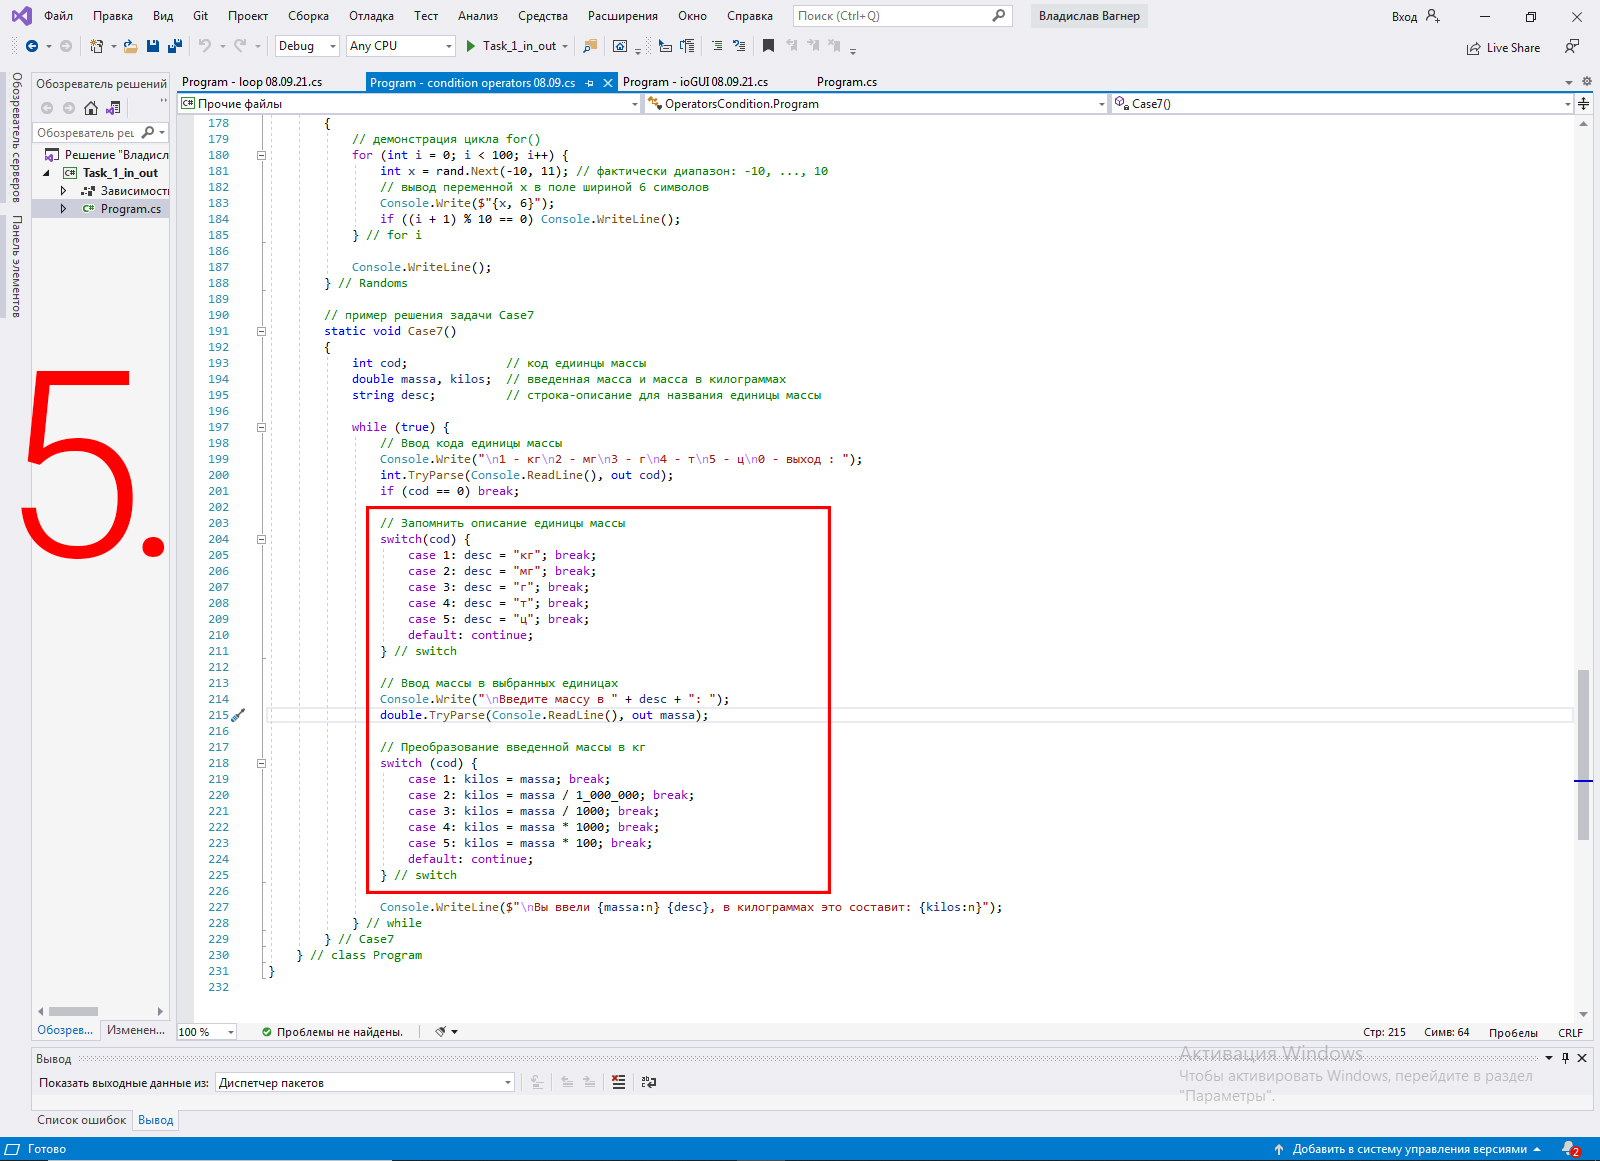 Файл Правка Вид Git Проект Сборка Отладка Тест Анализ Средства Расширения Окно Справка Поиск (Ctrl+Q) Владислав Вагнер Вход
Debug Any CPU Task_1_in_out Live Share
Обозреватель серверов
Панель элементов
Обозреватель решений
Обозреватель реш
Решение "Владисл
Task_1_in_out
Зависимост
Program.cs
Обозрев... Изменен...
5.
Program - loop 08.09.21.cs Program - condition operators 08.09.cs Program - ioGUI 08.09.21.cs Program.cs
Прочие файлы OperatorsCondition.Program Case7()
178 {
179 // демонстрация цикла for()
180 for (int i = 0; i < 100; i++) {
181 int x = rand.Next(-10, 11); // фактически диапазон: -10, ..., 10
182 // вывод переменной x в поле шириной 6 символов
183 Console.Write($"{x, 6}");
184 if ((i + 1) % 10 == 0) Console.WriteLine();
185 } // for i
186
187 Console.WriteLine();
188 } // Randoms
189
190 // пример решения задачи Case7
191 static void Case7()
192 {
193 int cod; // код едиинцы массы
194 double massa, kilos; // введенная масса и масса в килограммах
195 string desc; // строка-описание для названия единицы массы
196
197 while (true) {
198 // Ввод кода единицы массы
199 Console.Write("\n1 - кг\n2 - мг\n3 - г\n4 - т\n5 - ц\n0 - выход : ");
200 int.TryParse(Console.ReadLine(), out cod);
201 if (cod == 0) break;
202
203 // Запомнить описание единицы массы
204 switch(cod) {
205 case 1: desc = "кг"; break;
206 case 2: desc = "мг"; break;
207 case 3: desc = "г"; break;
208 case 4: desc = "т"; break;
209 case 5: desc = "ц"; break;
210 default: continue;
211 } // switch
212
213 // Ввод массы в выбранных единицах
214 Console.Write("\nВведите массу в " + desc + ": ");
215 double.TryParse(Console.ReadLine(), out massa);
216
217 // Преобразование введенной массы в кг
218 switch (cod) {
219 case 1: kilos = massa; break;
220 case 2: kilos = massa / 1_000_000; break;
221 case 3: kilos = massa / 1000; break;
222 case 4: kilos = massa * 1000; break;
223 case 5: kilos = massa * 100; break;
224 default: continue;
225 } // switch
226
227 Console.WriteLine($"\nВы ввели {massa:n} {desc}, в килограммах это составит: {kilos:n}");
228 } // while
229 } // Case7
230 } // class Program
231 }
232
100 % Проблемы не найдены. Стр: 215 Симв: 64 Пробелы CRLF
Вывод
Показать выходные данные из: Диспетчер пакетов
Активация Windows
Чтобы активировать Windows, перейдите в раздел
"Параметры".
Список ошибок Вывод
Готово Добавить в систему управления версиями 2